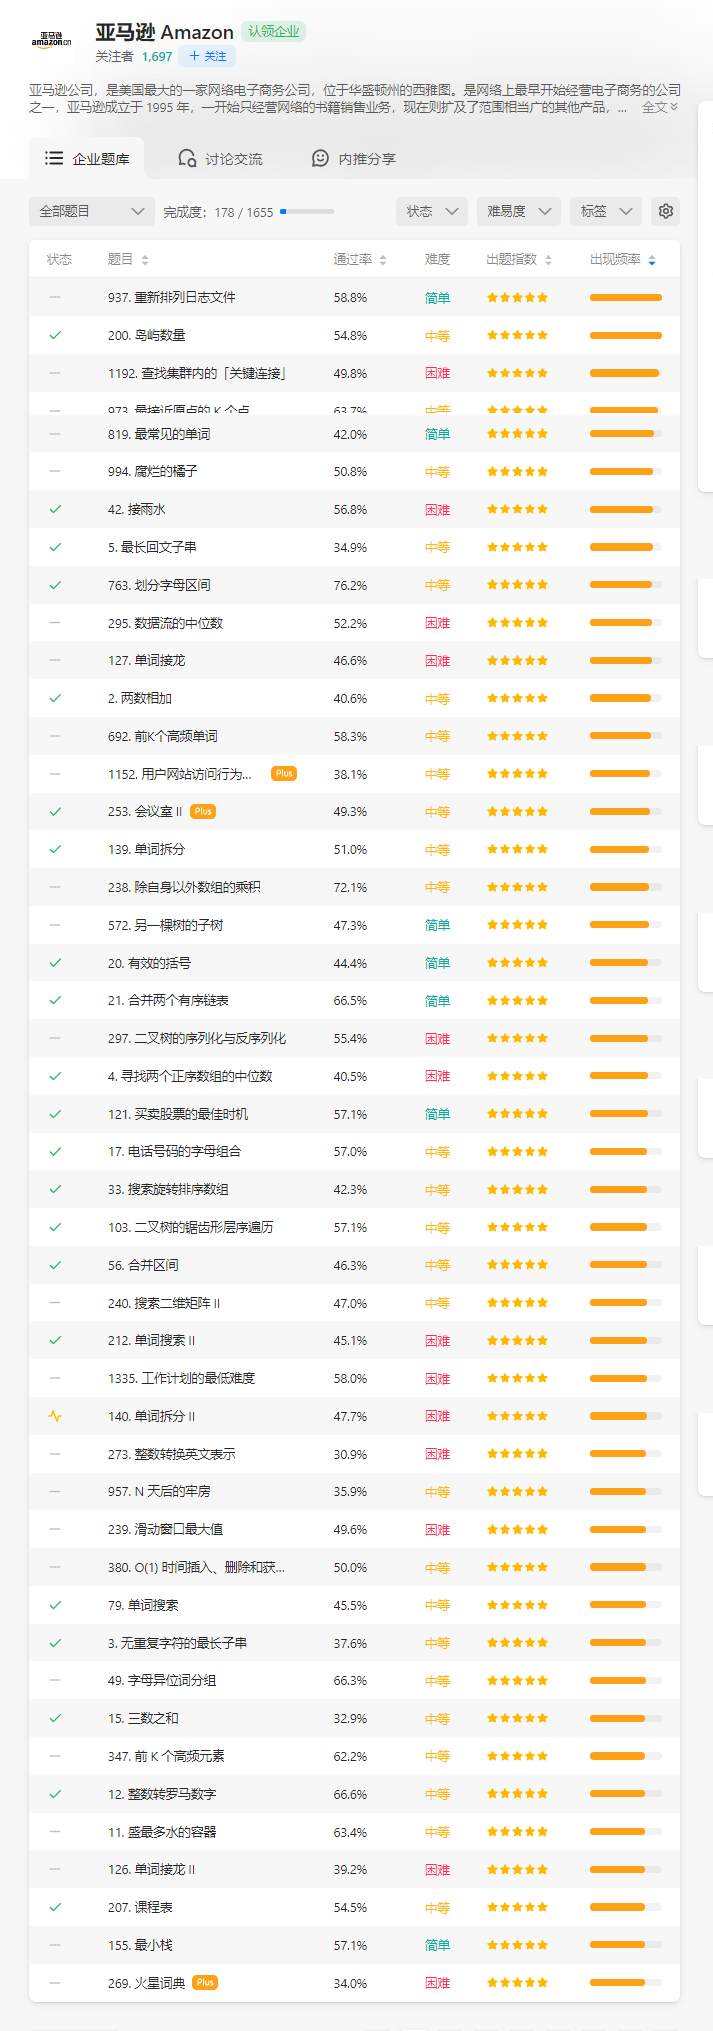 亚马逊
amazon.cn
亚马逊 Amazon 认领企业
关注者 1,697 + 关注
亚马逊公司，是美国最大的一家网络电子商务公司，位于华盛顿州的西雅图。是网络上最早开始经营电子商务的公司
之一，亚马逊成立于 1995 年，一开始只经营网络的书籍销售业务，现在则扩及了范围相当广的其他产品，... 全文
企业题库 讨论交流 内推分享
全部题目 完成度： 178 / 1655 状态 难易度 标签
状态 题目 通过率 难度 出题指数 出现频率
937. 重新排列日志文件 58.8% 简单
200. 岛屿数量 54.8% 中等
1192. 查找集群内的「关键连接」 49.8% 困难
973. 最接近原点的 K 个点 63.7% 中等
819. 最常见的单词 42.0% 简单
994. 腐烂的橘子 50.8% 中等
42. 接雨水 56.8% 困难
5. 最长回文子串 34.9% 中等
763. 划分字母区间 76.2% 中等
295. 数据流的中位数 52.2% 困难
127. 单词接龙 46.6% 困难
2. 两数相加 40.6% 中等
692. 前K个高频单词 58.3% 中等
1152. 用户网站访问行为... Plus 38.1% 中等
253. 会议室 II Plus 49.3% 中等
139. 单词拆分 51.0% 中等
238. 除自身以外数组的乘积 72.1% 中等
572. 另一棵树的子树 47.3% 简单
20. 有效的括号 44.4% 简单
21. 合并两个有序链表 66.5% 简单
297. 二叉树的序列化与反序列化 55.4% 困难
4. 寻找两个正序数组的中位数 40.5% 困难
121. 买卖股票的最佳时机 57.1% 简单
17. 电话号码的字母组合 57.0% 中等
33. 搜索旋转排序数组 42.3% 中等
103. 二叉树的锯齿形层序遍历 57.1% 中等
56. 合并区间 46.3% 中等
240. 搜索二维矩阵 II 47.0% 中等
212. 单词搜索 II 45.1% 困难
1335. 工作计划的最低难度 58.0% 困难
140. 单词拆分 II 47.7% 困难
273. 整数转换英文表示 30.9% 困难
957. N 天后的牢房 35.9% 中等
239. 滑动窗口最大值 49.6% 困难
380. O(1) 时间插入、删除和获... 50.0% 中等
79. 单词搜索 45.5% 中等
3. 无重复字符的最长子串 37.6% 中等
49. 字母异位词分组 66.3% 中等
15. 三数之和 32.9% 中等
347. 前 K 个高频元素 62.2% 中等
12. 整数转罗马数字 66.6% 中等
11. 盛最多水的容器 63.4% 中等
126. 单词接龙 II 39.2% 困难
207. 课程表 54.5% 中等
155. 最小栈 57.1% 简单
269. 火星词典 Plus 34.0% 困难